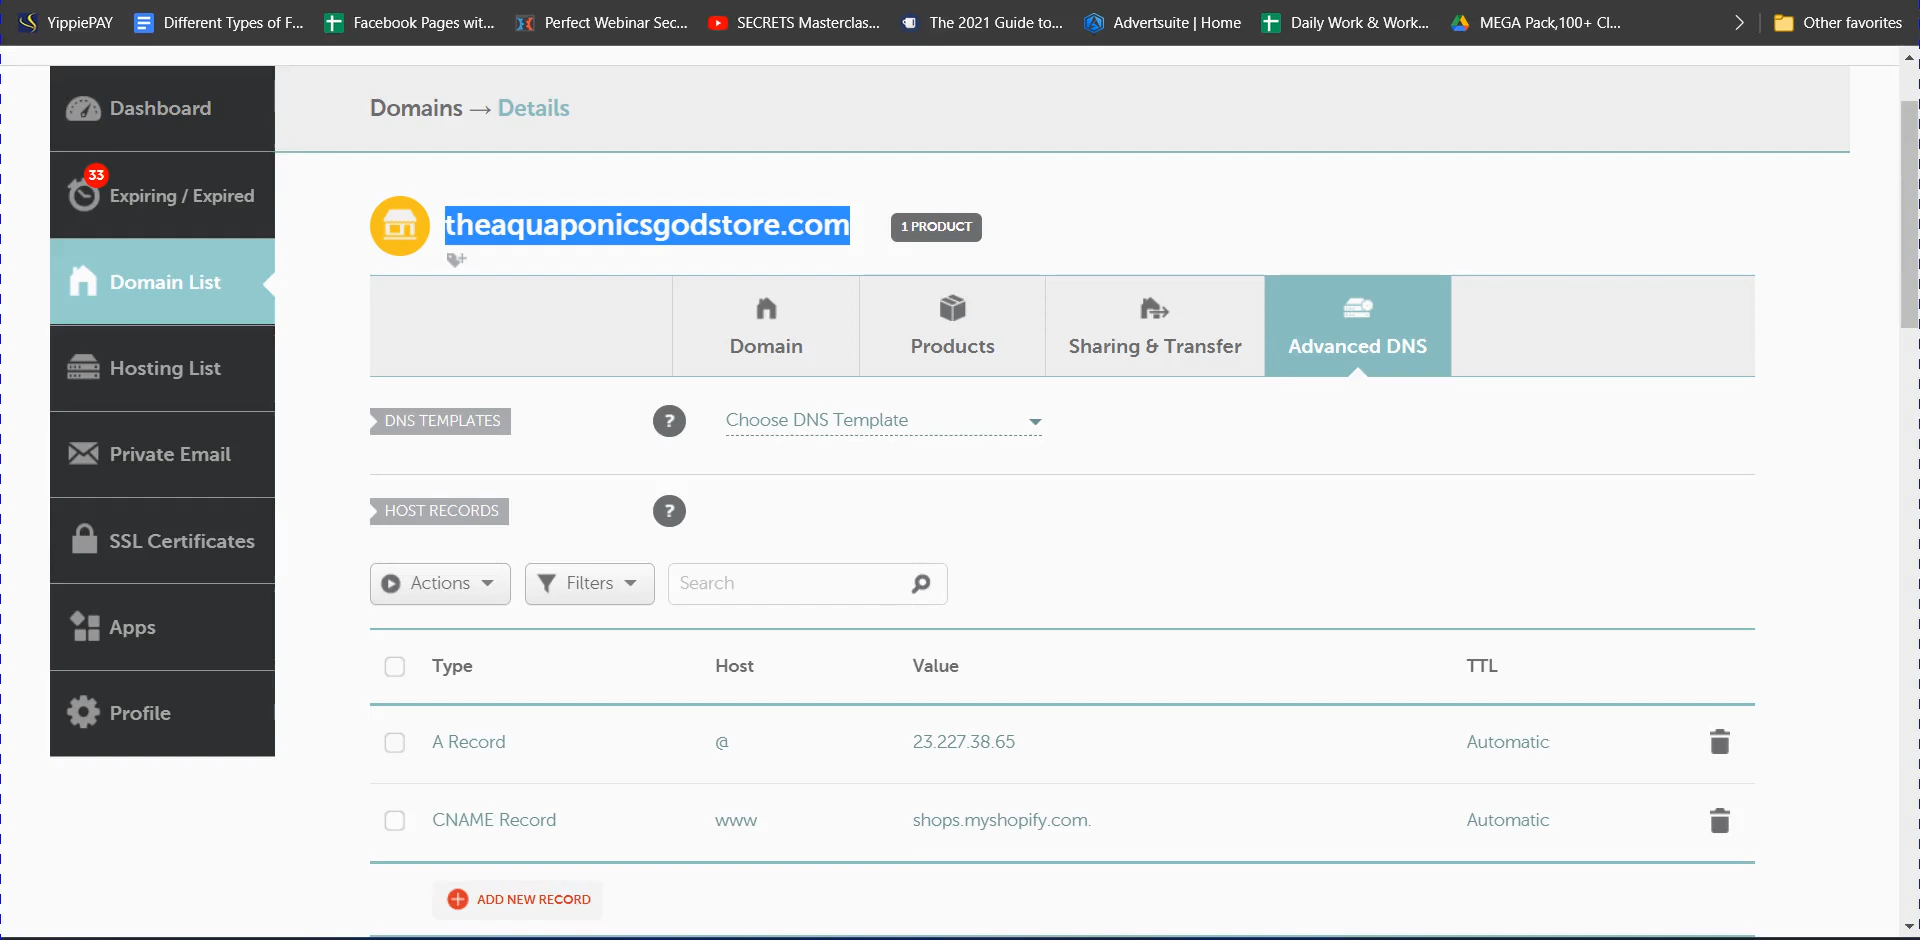 YippiePAY
Different Types of F...
Facebook Pages wit...
Perfect Webinar Sec...
SECRETS Masterclass...
The 2021 Guide to...
Advertsuite | Home
Daily Work & Work...
MEGA Pack,100+ Cl...
Other favorites
Dashboard
33
Expiring / Expired
Domain List
Hosting List
Private Email
SSL Certificates
Apps
Profile
Domains → Details
theaquaponicsgodstore.com
1 PRODUCT
Domain
Products
Sharing & Transfer
Advanced DNS
DNS TEMPLATES
?
Choose DNS Template
HOST RECORDS
?
Actions
Filters
Search
Type Host Value TTL
A Record @ 23.227.38.65 Automatic
CNAME Record www shops.myshopify.com. Automatic
ADD NEW RECORD